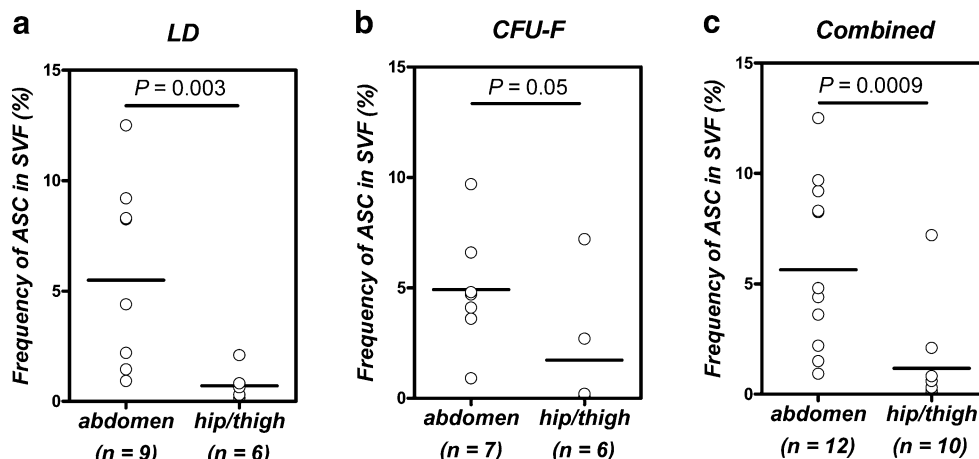 a
LD
Frequency of ASC in SVF (%)
15
10
5
0
P = 0.003
abdomen
hip/thigh
(n = 9)
(n = 6)
b
CFU-F
Frequency of ASC in SVF (%)
15
10
5
0
P = 0.05
abdomen
hip/thigh
(n = 7)
(n = 6)
c
Combined
Frequency of ASC in SVF (%)
15
10
5
0
P = 0.0009
abdomen
hip/thigh
(n = 12)
(n = 10)